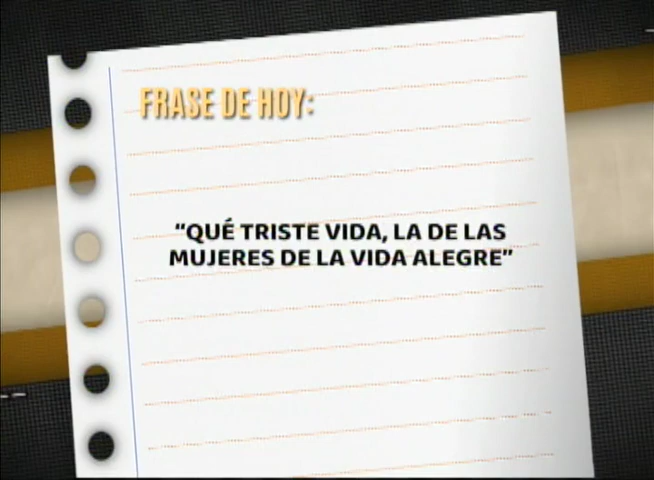 FRASE DE HOY:
“QUÉ TRISTE VIDA, LA DE LAS
MUJERES DE LA VIDA ALEGRE”